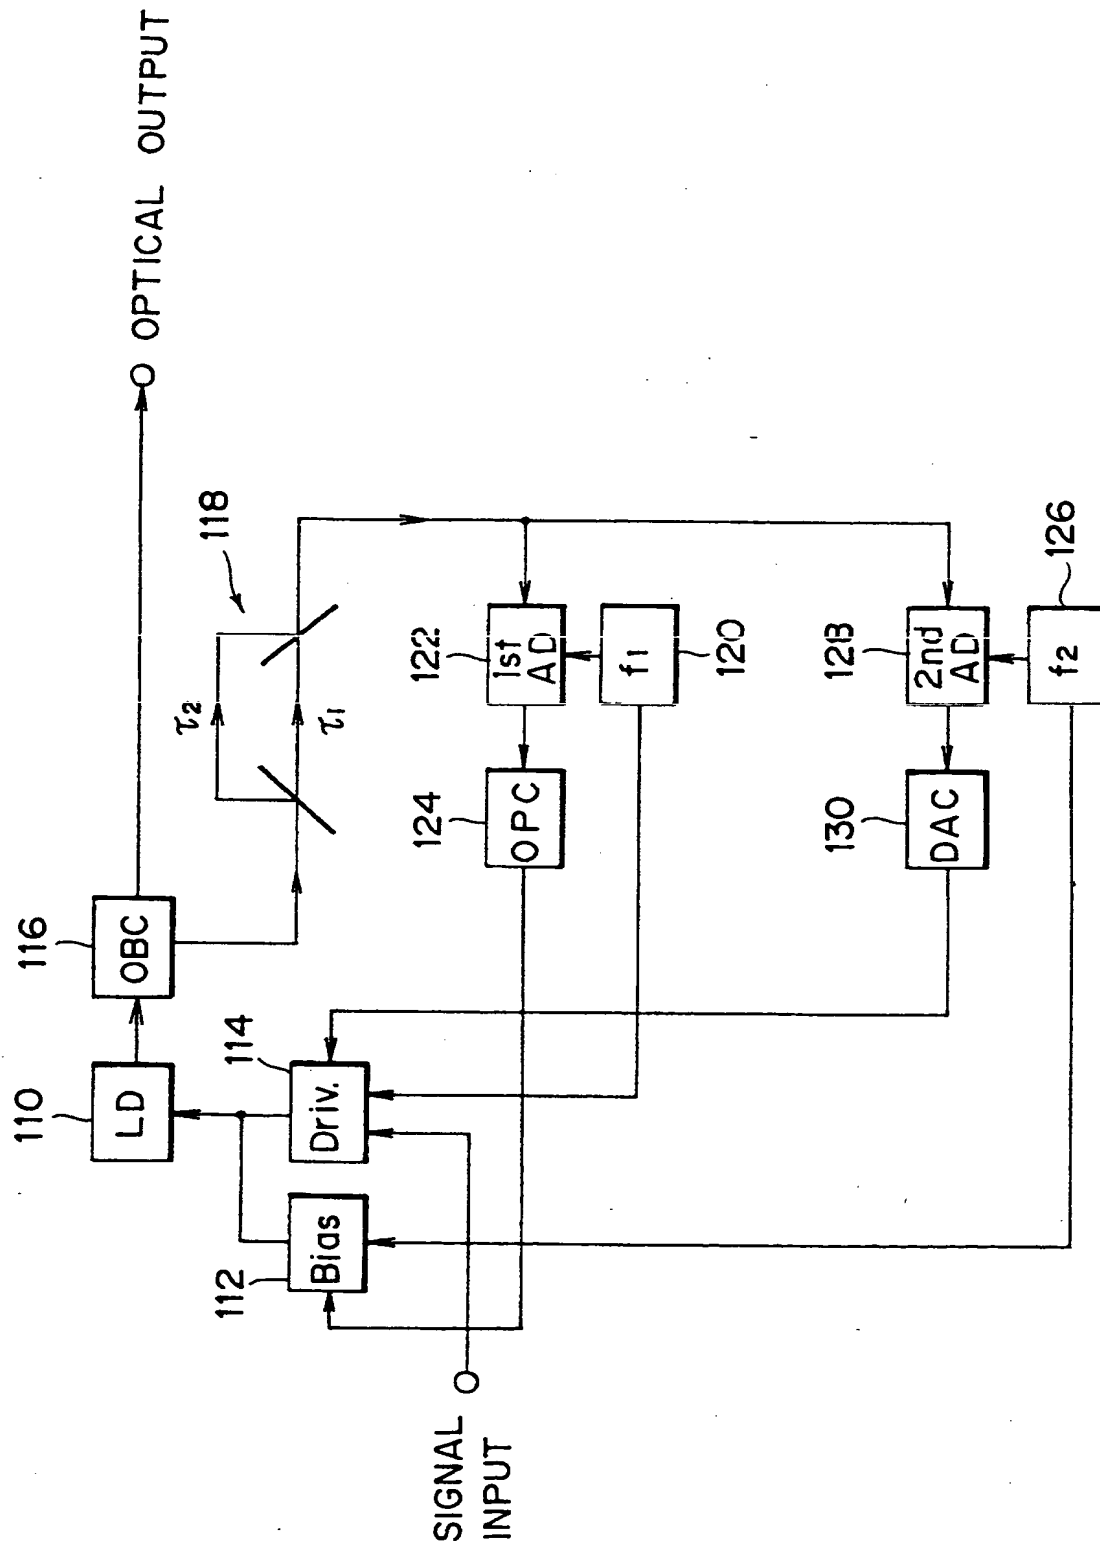 OPTICAL OUTPUT
116
OBC
110
LD
118
τ2
τ1
114
Driv.
112
Bias
122
1st
AD
124
OPC
120
f1
128
2nd
AD
130
DAC
126
f2
SIGNAL
INPUT